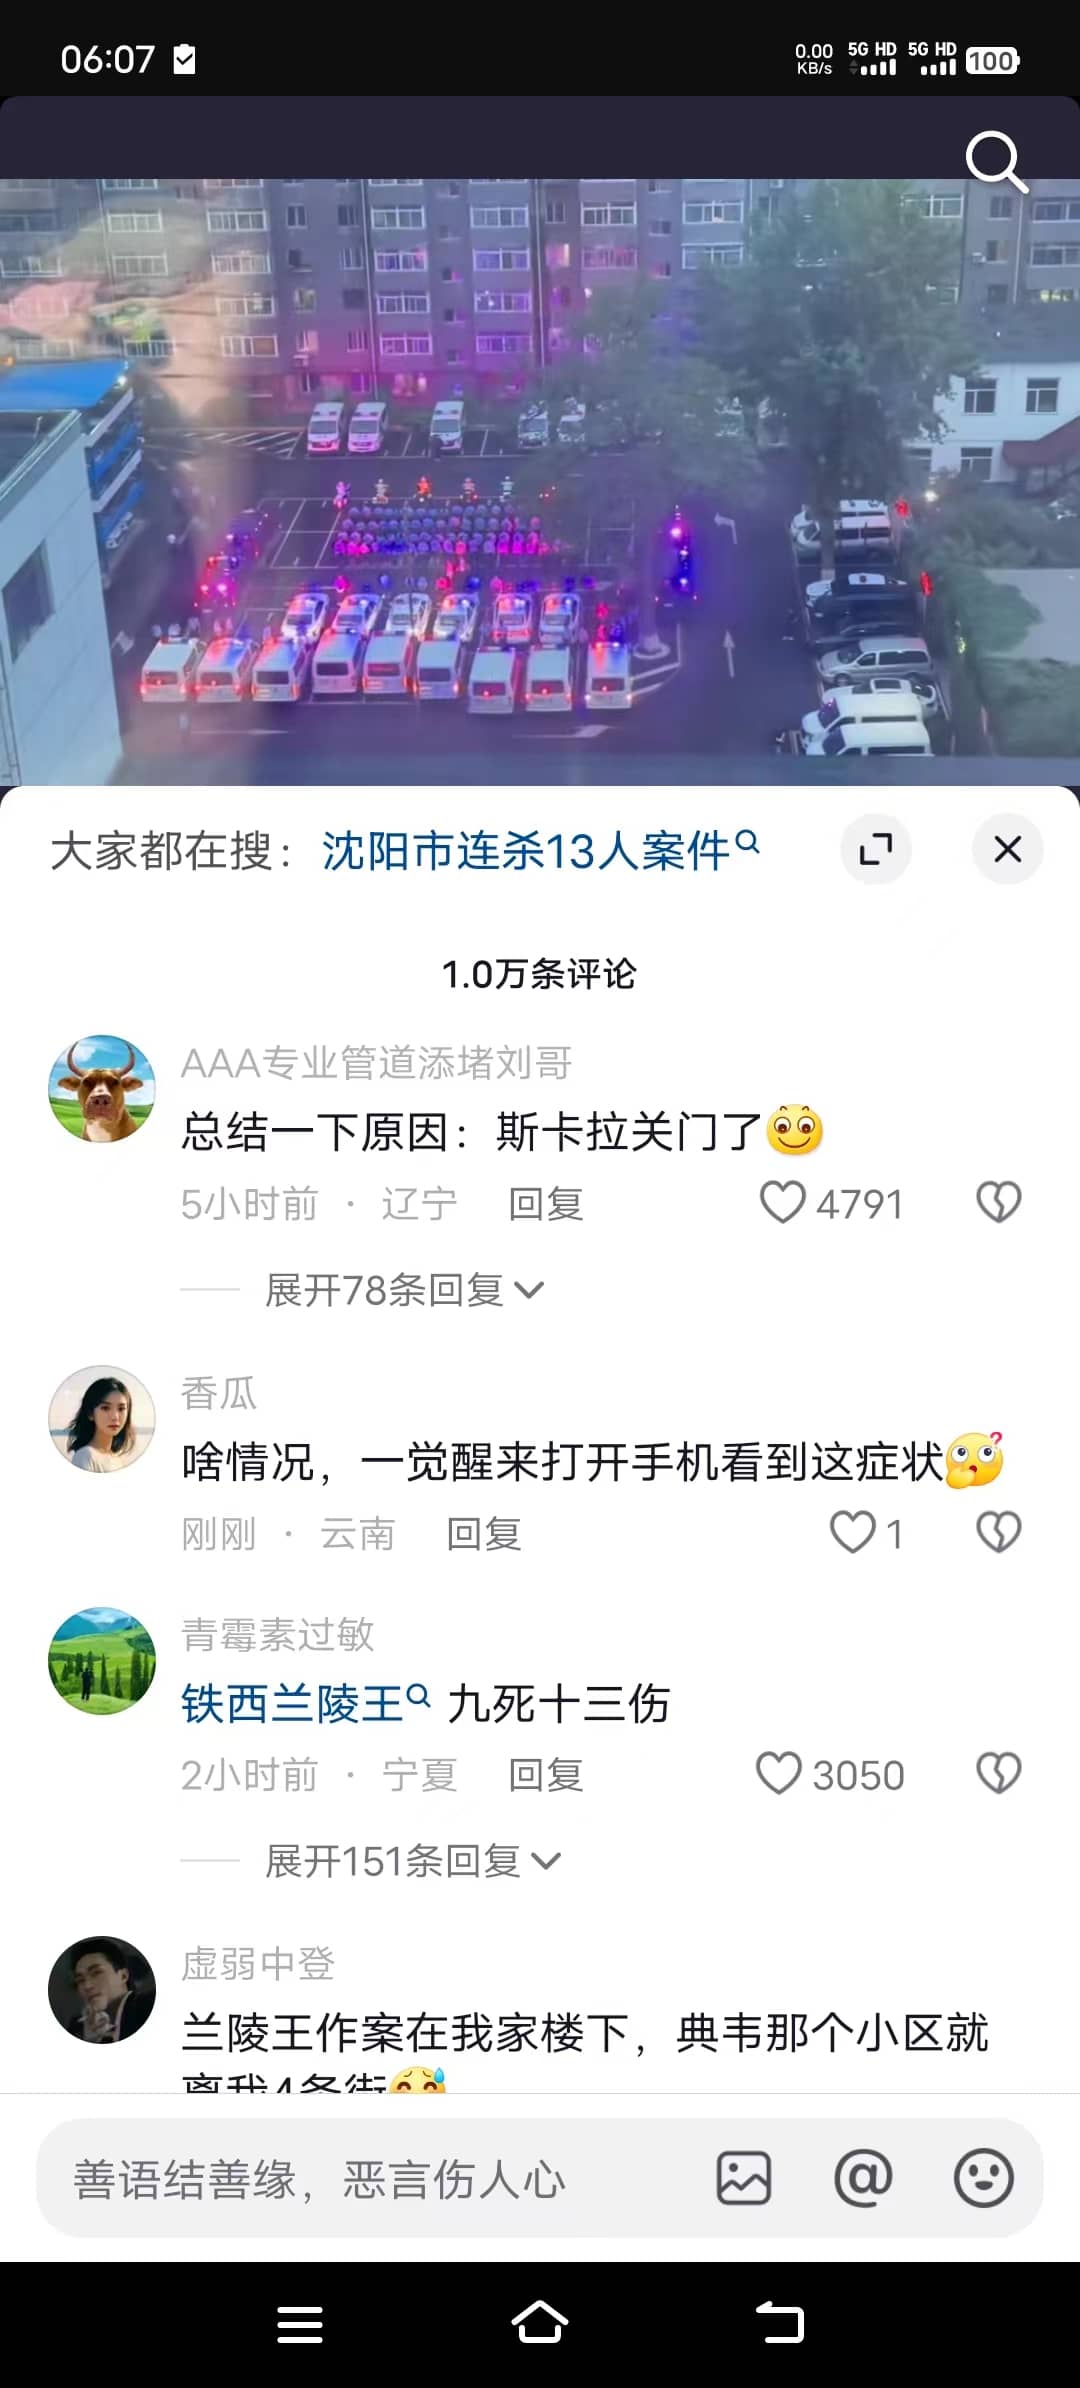 06:07
0.00 KB/s 5G HD 5G HD 100
大家都在搜：沈阳市连杀13人案件
1.0万条评论
AAA专业管道添堵刘哥
总结一下原因：斯卡拉关门了
5小时前 · 辽宁 回复 4791
展开78条回复
香瓜
啥情况，一觉醒来打开手机看到这症状
刚刚 · 云南 回复 1
青霉素过敏
铁西兰陵王 九死十三伤
2小时前 · 宁夏 回复 3050
展开151条回复
虚弱中登
兰陵王作案在我家楼下，典韦那个小区就
离我4条街
善语结善缘，恶言伤人心